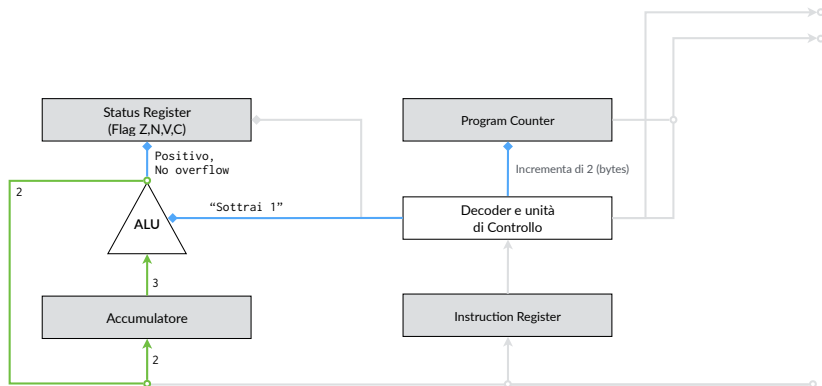 Status Register
(Flag Z,N,V,C)
Program Counter
Positivo,
No overflow
Incrementa di 2 (bytes)
2
"Sottrai 1"
ALU
Decoder e unità
di Controllo
3
Accumulatore
Instruction Register
2